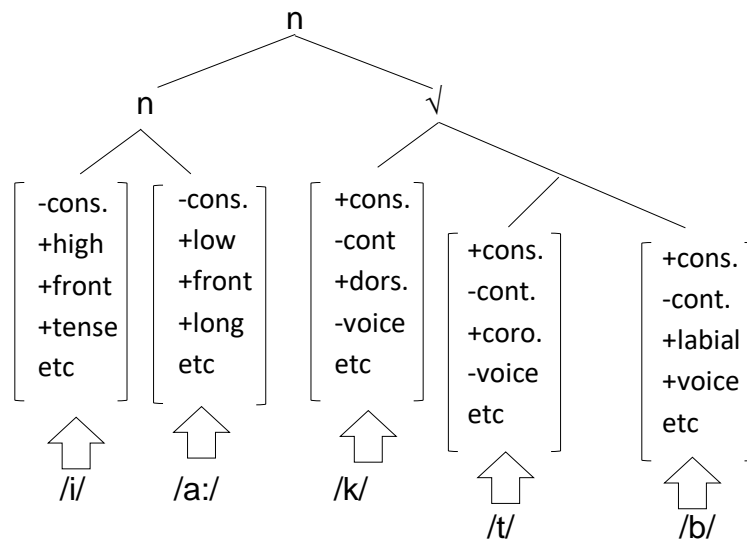 n
n
√
-cons.
+high
+front
+tense
etc
-cons.
+low
+front
+long
etc
+cons.
-cont
+dors.
-voice
etc
+cons.
-cont.
+coro.
-voice
etc
+cons.
-cont.
+labial
+voice
etc
/i/
/a:/
/k/
/t/
/b/